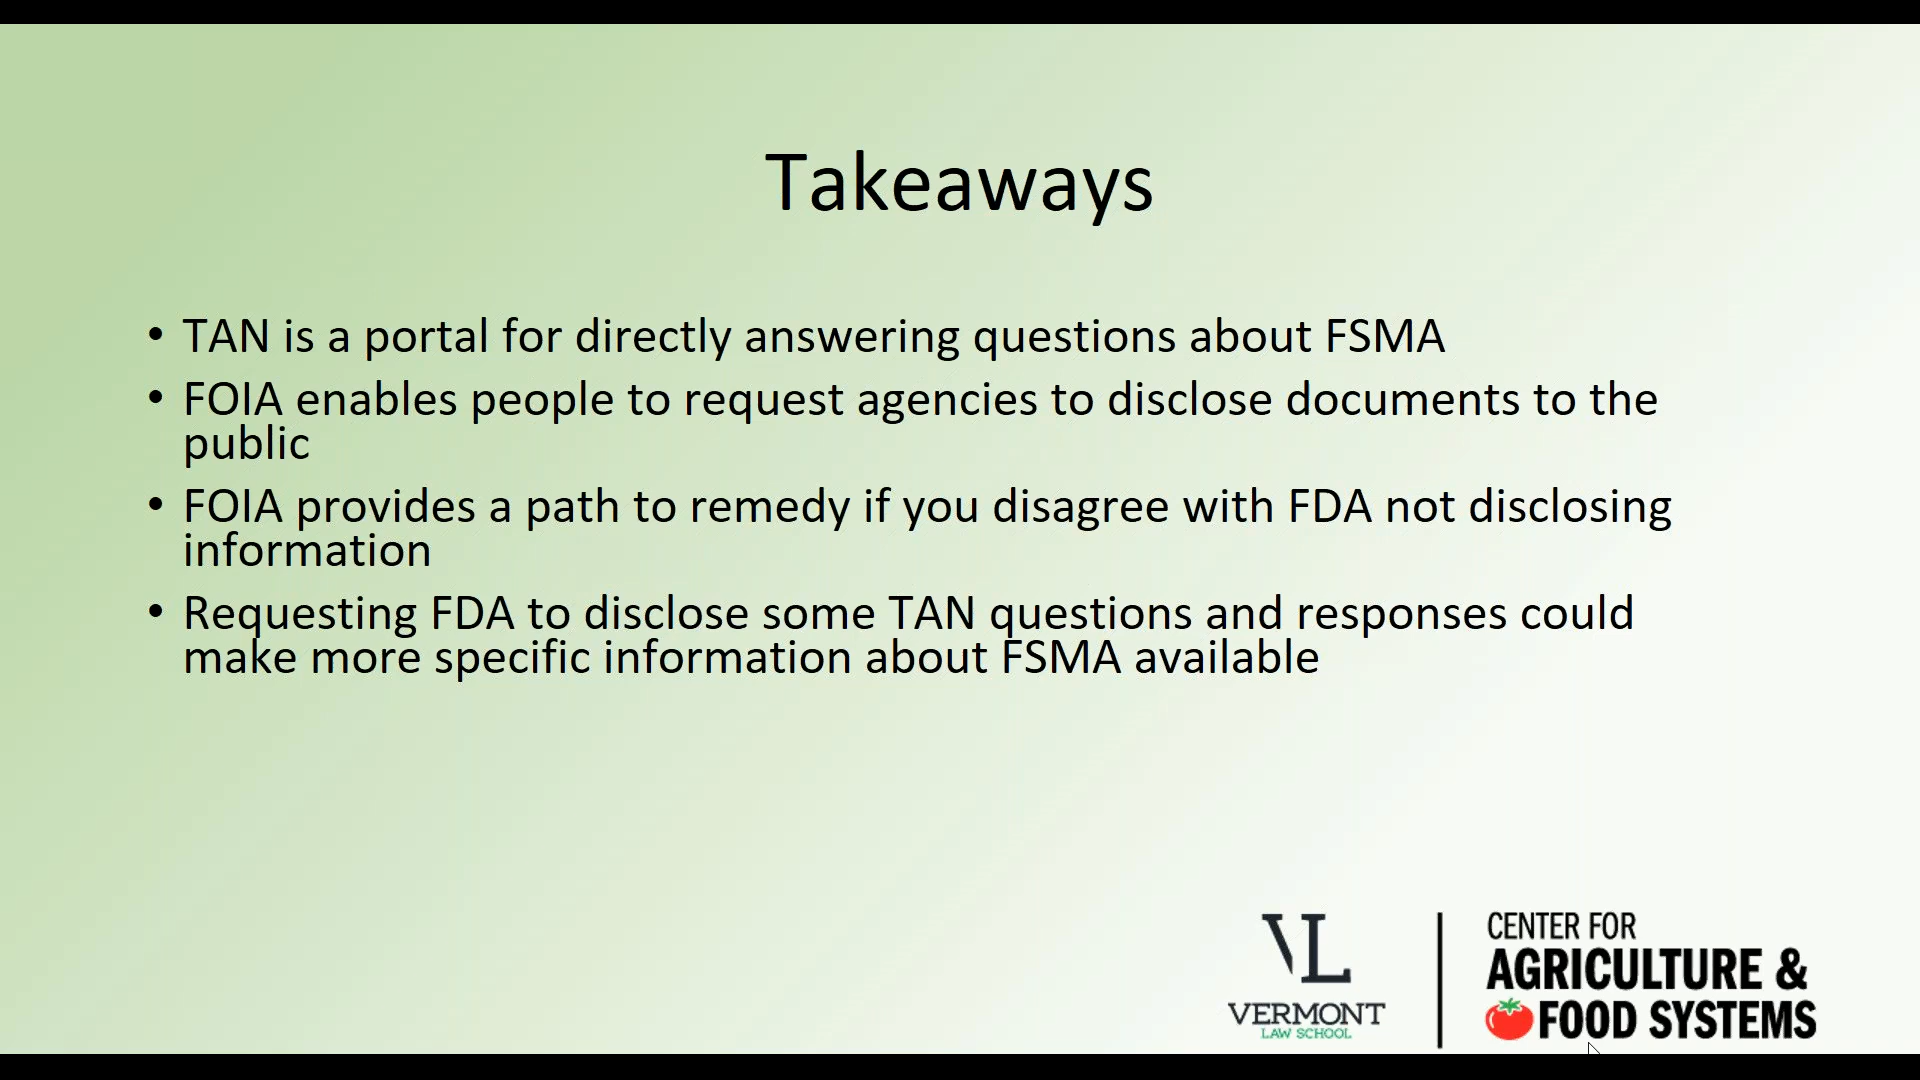 Takeaways
• TAN is a portal for directly answering questions about FSMA
• FOIA enables people to request agencies to disclose documents to the
public
• FOIA provides a path to remedy if you disagree with FDA not disclosing
information
• Requesting FDA to disclose some TAN questions and responses could
make more specific information about FSMA available
VL
VERMONT
LAW SCHOOL
CENTER FOR
AGRICULTURE &
FOOD SYSTEMS